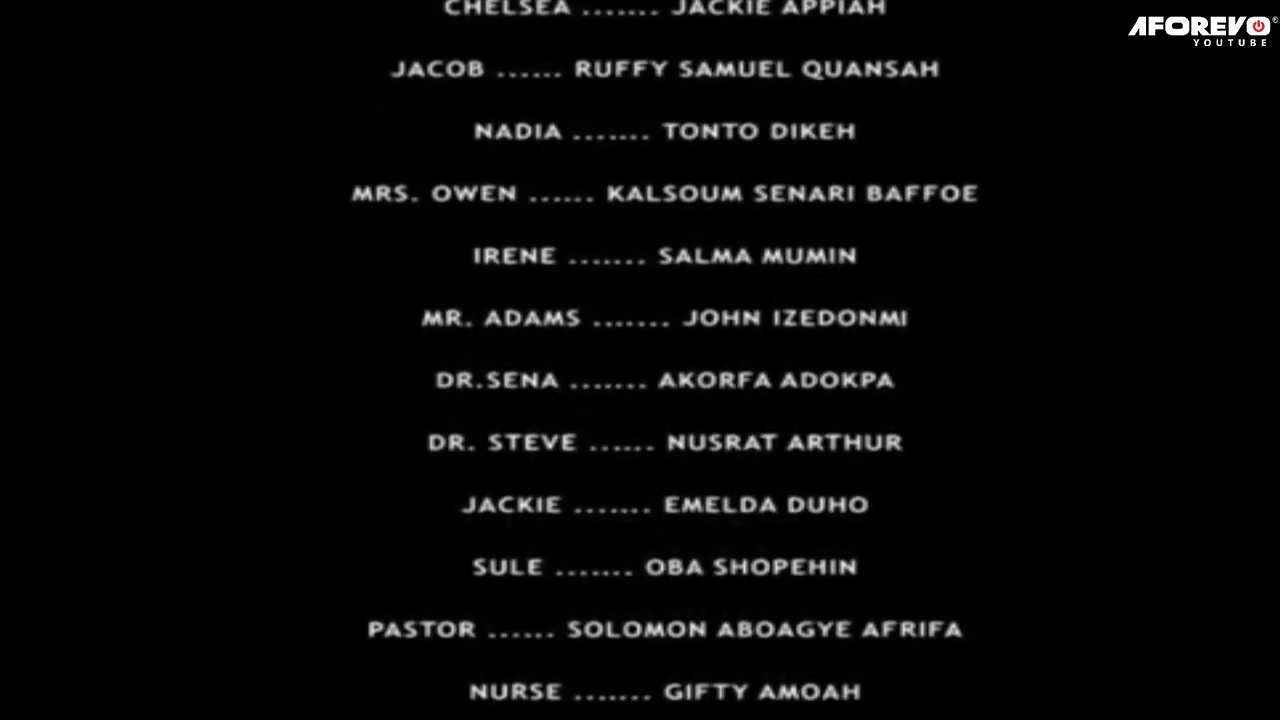 CHELSEA ....... JACKIE APPIAH
AFOREVO
YOUTUBE
JACOB ...... RUFFY SAMUEL QUANSAH
NADIA ....... TONTO DIKEH
MRS. OWEN ...... KALSOUM SENARI BAFFOE
IRENE ....... SALMA MUMIN
MR. ADAMS ....... JOHN IZEDONMI
DR.SENA ....... AKORFA ADOKPA
DR. STEVE ...... NUSRAT ARTHUR
JACKIE ....... EMELDA DUHO
SULE ....... OBA SHOPEHIN
PASTOR ...... SOLOMON ABOAGYE AFRIFA
NURSE ....... GIFTY AMOAH